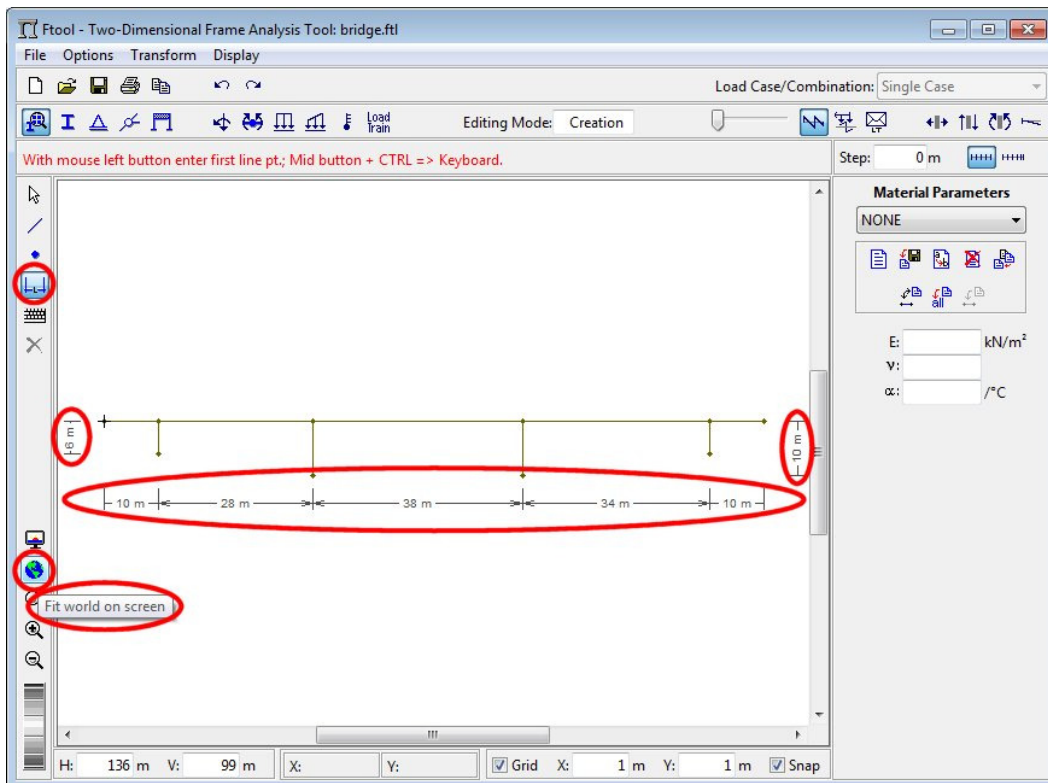 Ftool - Two-Dimensional Frame Analysis Tool: bridge.ftl
File Options Transform Display
Load Case/Combination: Single Case
Load Train
Editing Mode: Creation
With mouse left button enter first line pt.; Mid button + CTRL => Keyboard.
Step: 0 m
Material Parameters
NONE
all
E: kN/m²
ν:
α: /°C
6 m
10 m
10 m 28 m 38 m 34 m 10 m
Fit world on screen
H: 136 m V: 99 m X: Y: Grid X: 1 m Y: 1 m Snap